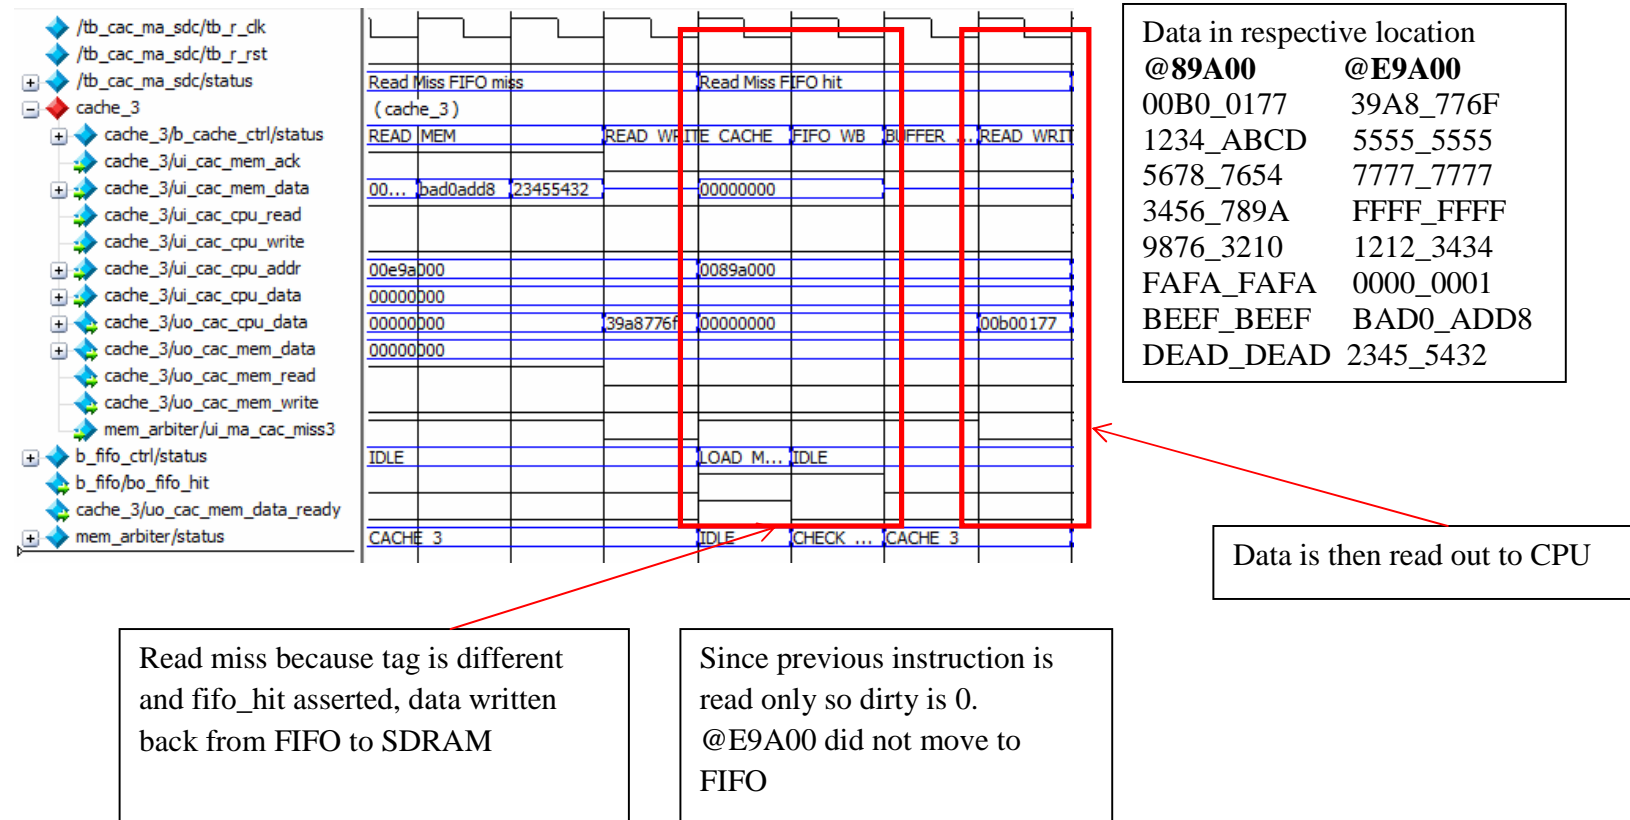 /tb_cac_ma_sdc/tb_r_clk
/tb_cac_ma_sdc/tb_r_rst
/tb_cac_ma_sdc/status Read Miss FIFO miss Read Miss FIFO hit
cache_3 ( cache_3 )
cache_3/b_cache_ctrl/status READ MEM READ WRITE CACHE FIFO WB BUFFER ... READ WRIT
cache_3/ui_cac_mem_ack
cache_3/ui_cac_mem_data 00... bad0add8 23455432 00000000
cache_3/ui_cac_cpu_read
cache_3/ui_cac_cpu_write
cache_3/ui_cac_cpu_addr 00e9a000 0089a000
cache_3/ui_cac_cpu_data 00000000
cache_3/uo_cac_cpu_data 00000000 39a8776f 00000000 00b00177
cache_3/uo_cac_mem_data 00000000
cache_3/uo_cac_mem_read
cache_3/uo_cac_mem_write
mem_arbiter/ui_ma_cac_miss3
b_fifo_ctrl/status IDLE LOAD M... IDLE
b_fifo/bo_fifo_hit
cache_3/uo_cac_mem_data_ready
mem_arbiter/status CACHE 3 IDLE CHECK ... CACHE 3
Data in respective location
@89A00 @E9A00
00B0_0177 39A8_776F
1234_ABCD 5555_5555
5678_7654 7777_7777
3456_789A FFFF_FFFF
9876_3210 1212_3434
FAFA_FAFA 0000_0001
BEEF_BEEF BAD0_ADD8
DEAD_DEAD 2345_5432
Data is then read out to CPU
Read miss because tag is different
and fifo_hit asserted, data written
back from FIFO to SDRAM
Since previous instruction is
read only so dirty is 0.
@E9A00 did not move to
FIFO